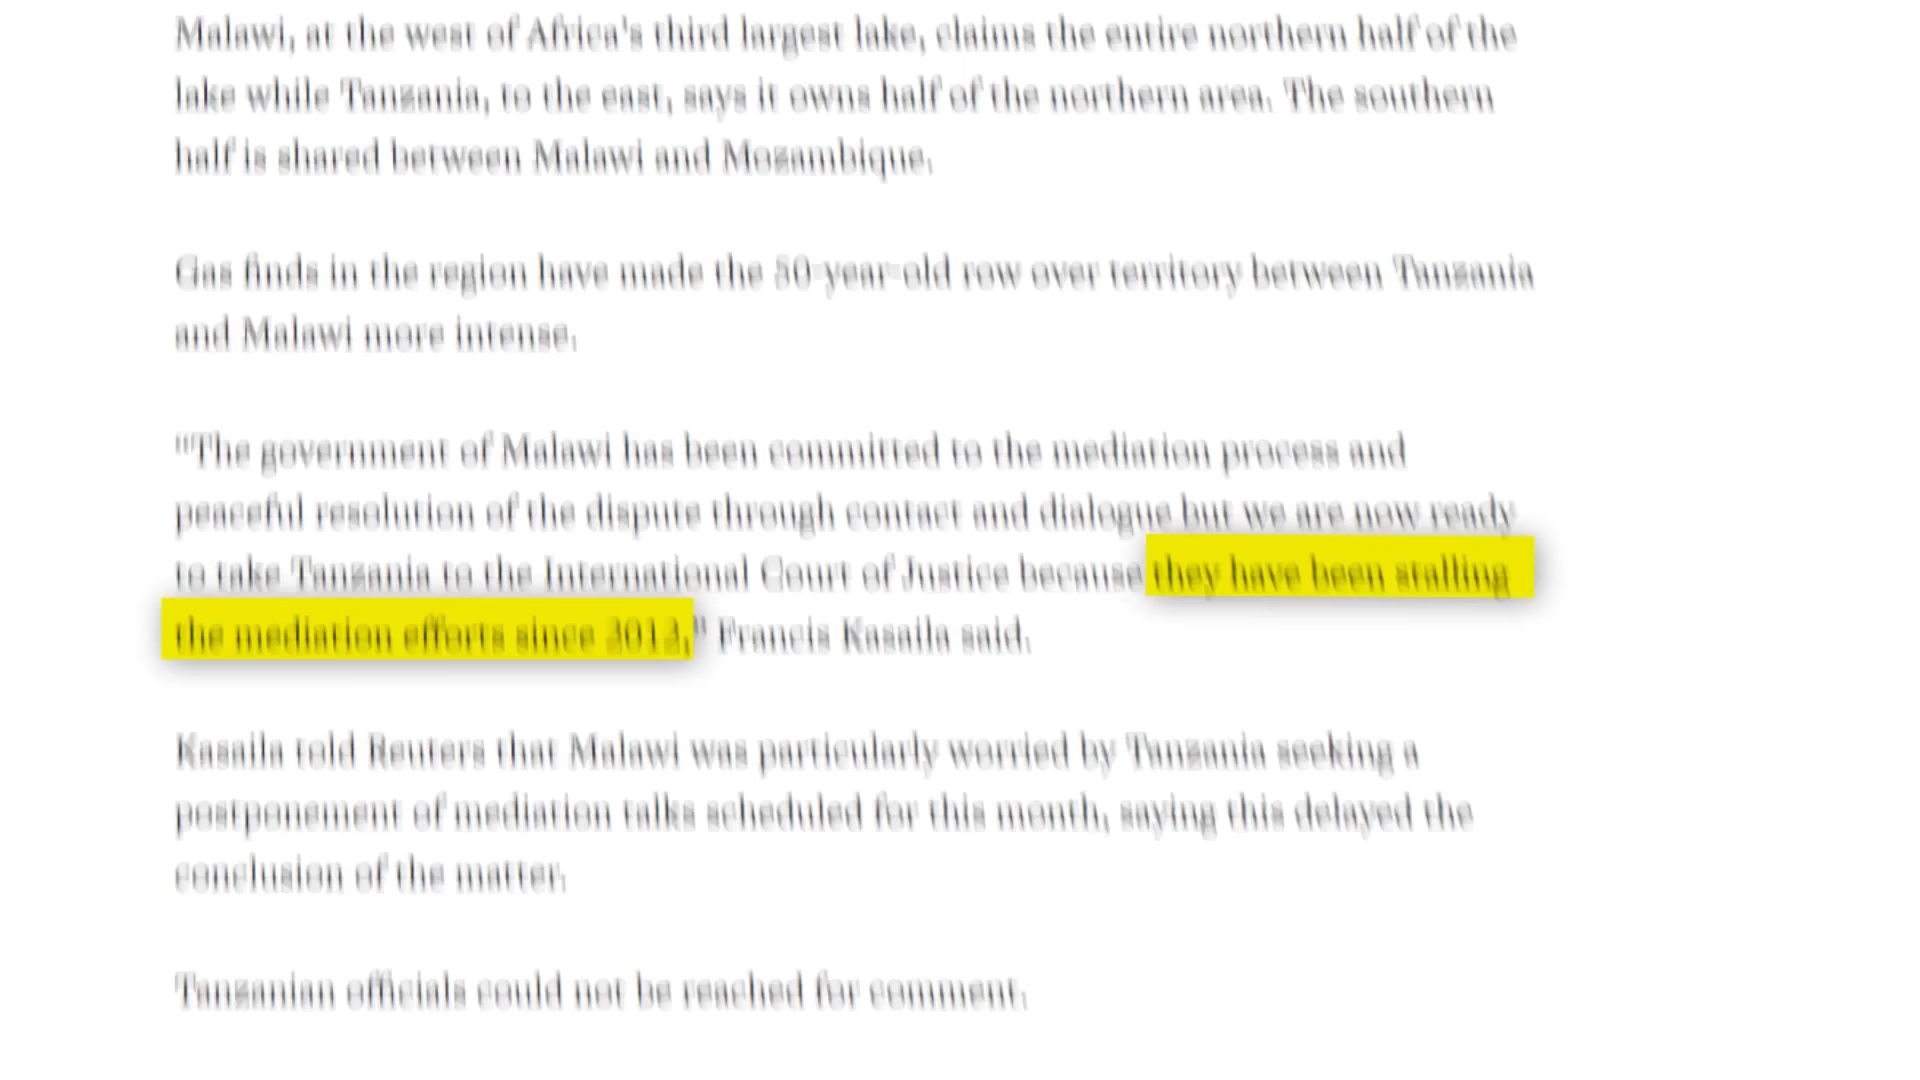 Malawi, at the west of Africa's third largest lake, claims the entire northern half of the
lake while Tanzania, to the east, says it owns half of the northern area. The southern
half is shared between Malawi and Mozambique.
Gas finds in the region have made the 50-year-old row over territory between Tanzania
and Malawi more intense.
"The government of Malawi has been committed to the mediation process and
peaceful resolution of the dispute through contact and dialogue but we are now ready
to take Tanzania to the International Court of Justice because they have been stalling
the mediation efforts since 2012," Francis Kasaila said.
Kasaila told Reuters that Malawi was particularly worried by Tanzania seeking a
postponement of mediation talks scheduled for this month, saying this delayed the
conclusion of the matter.
Tanzanian officials could not be reached for comment.